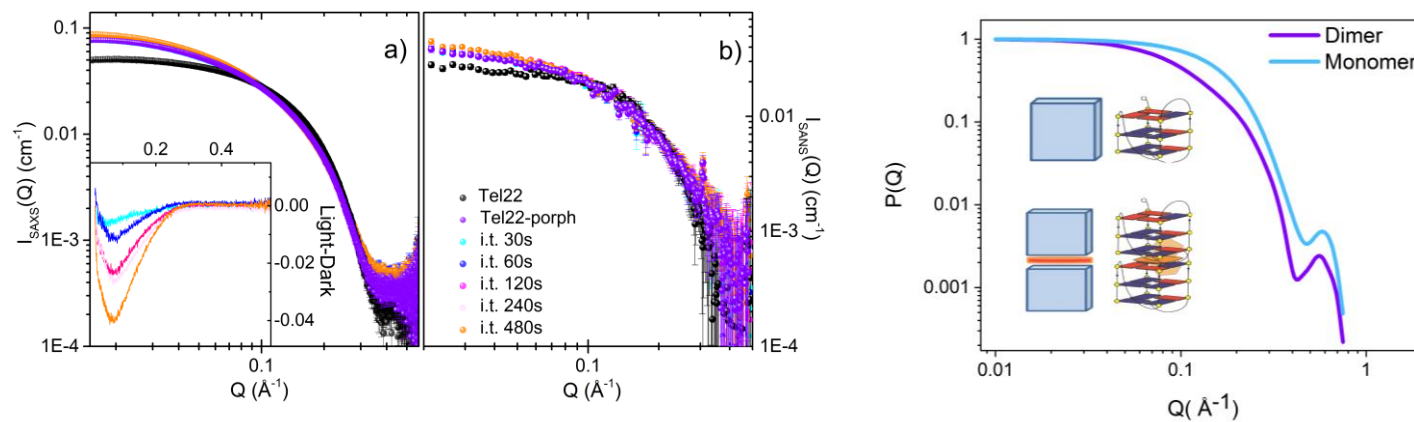 0.1
0.01
1E-3
1E-4
I_SAXS(Q) (cm⁻¹)
a)
0.2 0.4
0.00
-0.02
-0.04
Light-Dark
0.1
Q (Å⁻¹)
b)
Tel22
Tel22-porph
i.t. 30s
i.t. 60s
i.t. 120s
i.t. 240s
i.t. 480s
0.01
1E-3
1E-4
I_SANS(Q) (cm⁻¹)
0.1
Q (Å⁻¹)
1
0.1
0.01
0.001
P(Q)
Dimer
Monomer
0.01 0.1 1
Q( Å⁻¹)